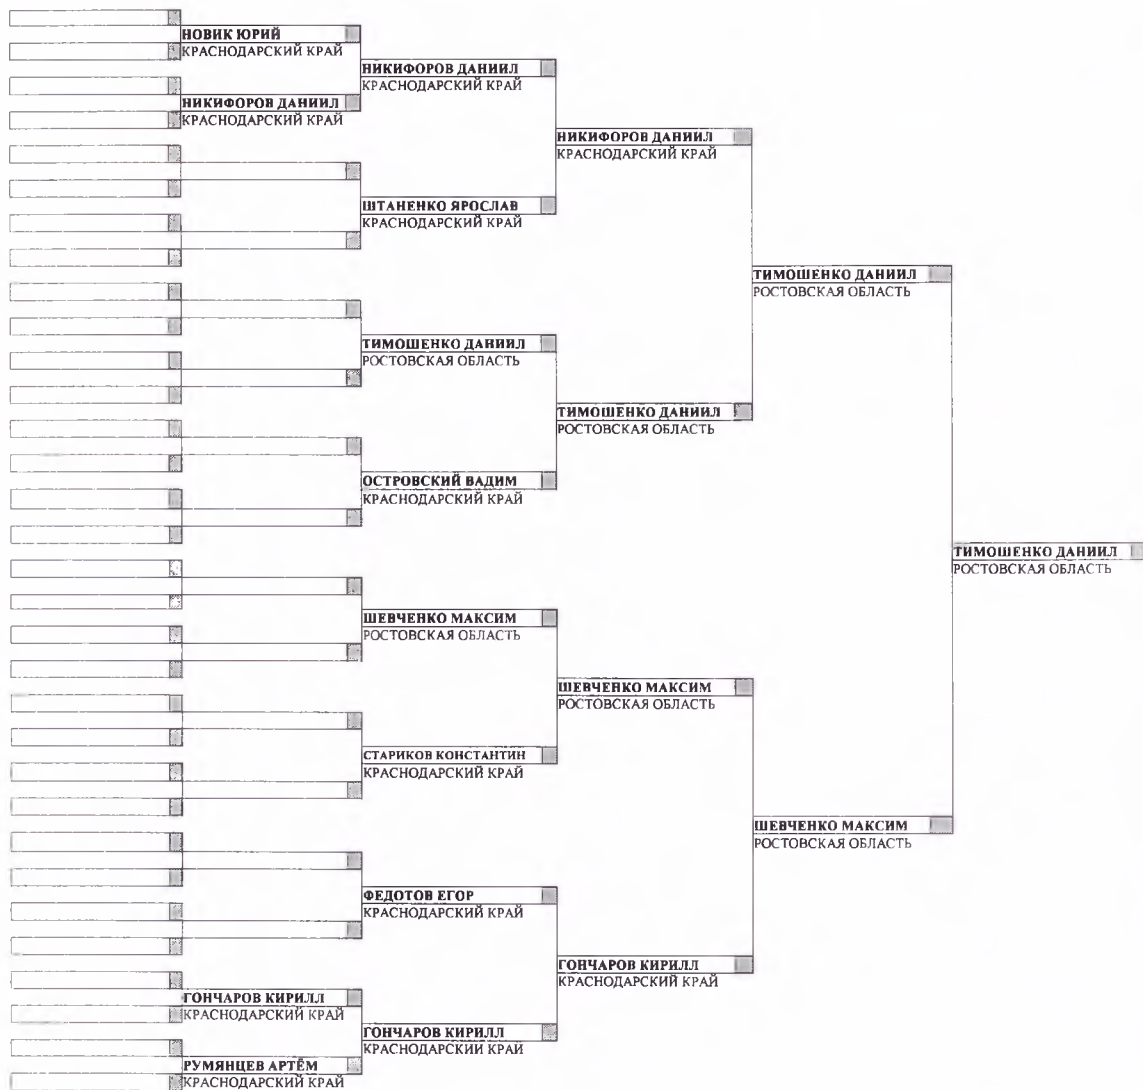 НОВИК ЮРИЙ
КРАСНОДАРСКИЙ КРАЙ
НИКИФОРОВ ДАНИИЛ
КРАСНОДАРСКИЙ КРАЙ
НИКИФОРОВ ДАНИИЛ
КРАСНОДАРСКИЙ КРАЙ
НИКИФОРОВ ДАНИИЛ
КРАСНОДАРСКИЙ КРАЙ
ШТАНЕНКО ЯРОСЛАВ
КРАСНОДАРСКИЙ КРАЙ
ТИМОШЕНКО ДАНИИЛ
РОСТОВСКАЯ ОБЛАСТЬ
ТИМОШЕНКО ДАНИИЛ
РОСТОВСКАЯ ОБЛАСТЬ
ТИМОШЕНКО ДАНИИЛ
РОСТОВСКАЯ ОБЛАСТЬ
ОСТРОВСКИЙ ВАДИМ
КРАСНОДАРСКИЙ КРАЙ
ТИМОШЕНКО ДАНИИЛ
РОСТОВСКАЯ ОБЛАСТЬ
ШЕВЧЕНКО МАКСИМ
РОСТОВСКАЯ ОБЛАСТЬ
ШЕВЧЕНКО МАКСИМ
РОСТОВСКАЯ ОБЛАСТЬ
СТАРИКОВ КОНСТАНТИН
КРАСНОДАРСКИЙ КРАЙ
ШЕВЧЕНКО МАКСИМ
РОСТОВСКАЯ ОБЛАСТЬ
ФЕДОТОВ ЕГОР
КРАСНОДАРСКИЙ КРАЙ
ГОНЧАРОВ КИРИЛЛ
КРАСНОДАРСКИЙ КРАЙ
ГОНЧАРОВ КИРИЛЛ
КРАСНОДАРСКИЙ КРАЙ
ГОНЧАРОВ КИРИЛЛ
КРАСНОДАРСКИЙ КРАЙ
РУМЯНЦЕВ АРТЁМ
КРАСНОДАРСКИЙ КРАЙ